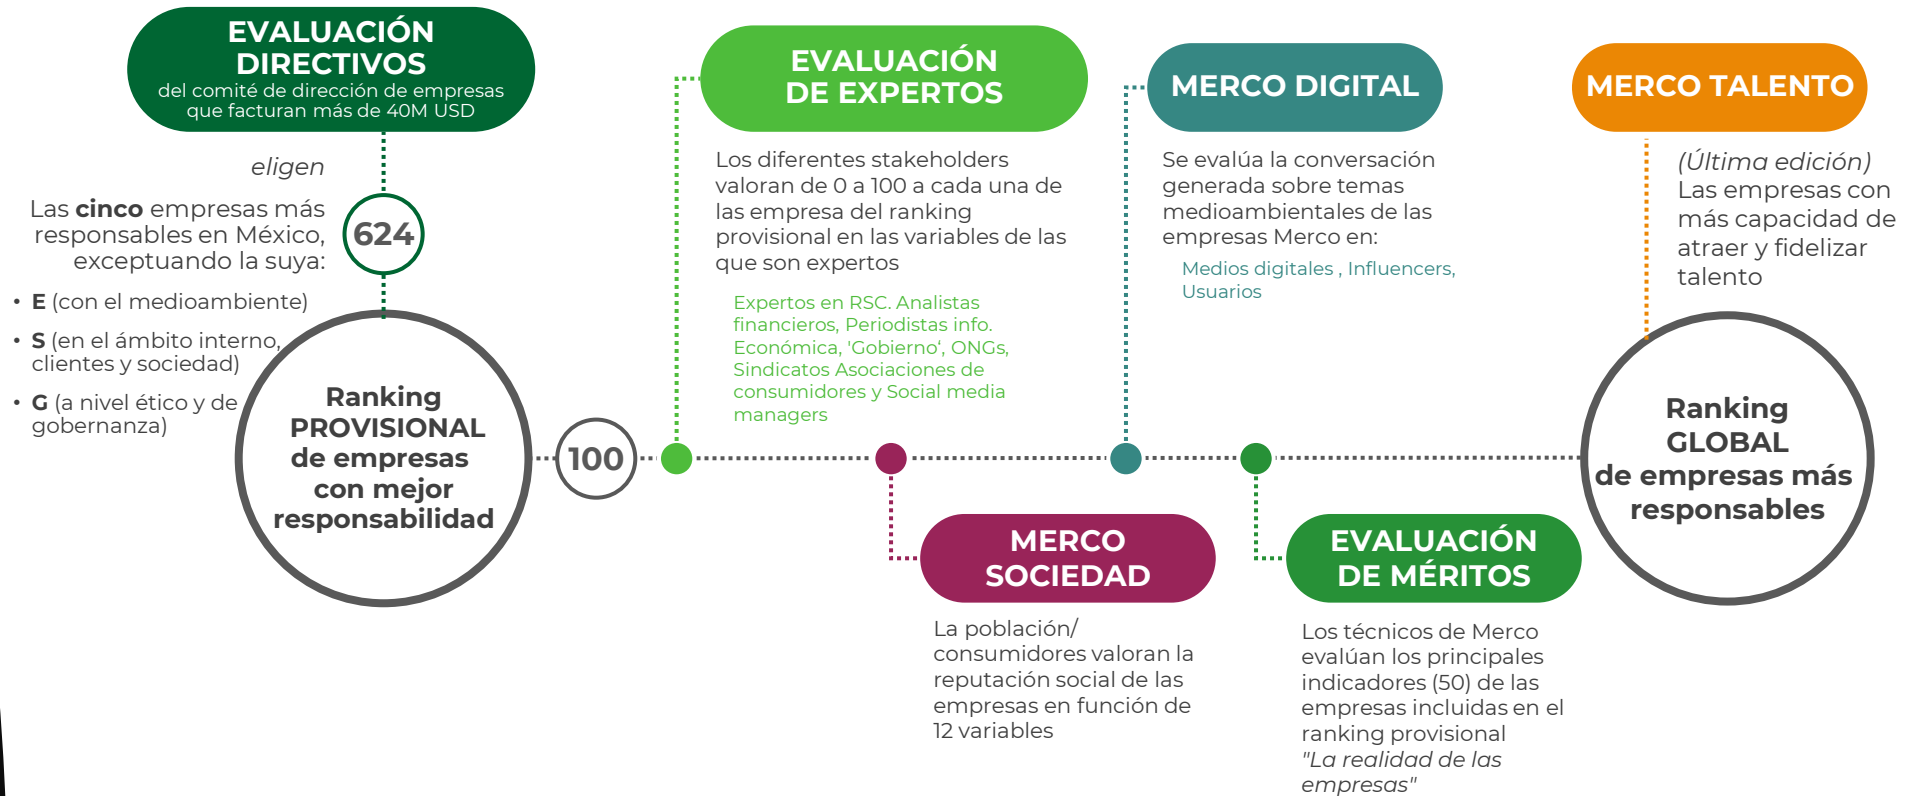 EVALUACIÓN
DIRECTIVOS
del comité de dirección de empresas
que facturan más de 40M USD
eligen
Las cinco empresas más
responsables en México,
exceptuando la suya:
• E (con el medioambiente)
• S (en el ámbito interno,
clientes y sociedad)
• G (a nivel ético y de
gobernanza)
624
Ranking
PROVISIONAL
de empresas
con mejor
responsabilidad
100
EVALUACIÓN
DE EXPERTOS
Los diferentes stakeholders
valoran de 0 a 100 a cada una de
las empresa del ranking
provisional en las variables de las
que son expertos
Expertos en RSC. Analistas
financieros, Periodistas info.
Económica, 'Gobierno‘, ONGs,
Sindicatos Asociaciones de
consumidores y Social media
managers
MERCO
SOCIEDAD
La población/
consumidores valoran la
reputación social de las
empresas en función de
12 variables
MERCO DIGITAL
Se evalúa la conversación
generada sobre temas
medioambientales de las
empresas Merco en:
Medios digitales , Influencers,
Usuarios
EVALUACIÓN
DE MÉRITOS
Los técnicos de Merco
evalúan los principales
indicadores (50) de las
empresas incluidas en el
ranking provisional
"La realidad de las
empresas"
MERCO TALENTO
(Última edición)
Las empresas con
más capacidad de
atraer y fidelizar
talento
Ranking
GLOBAL
de empresas más
responsables